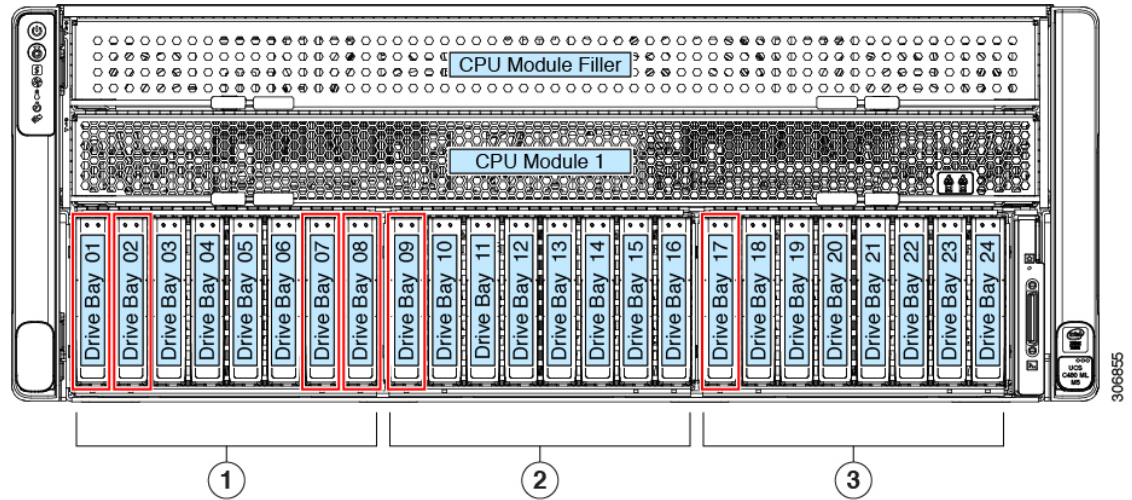 CPU Module Filler
CPU Module 1
Drive Bay 01
Drive Bay 02
Drive Bay 03
Drive Bay 04
Drive Bay 05
Drive Bay 06
Drive Bay 07
Drive Bay 08
Drive Bay 09
Drive Bay 10
Drive Bay 11
Drive Bay 12
Drive Bay 13
Drive Bay 14
Drive Bay 15
Drive Bay 16
Drive Bay 17
Drive Bay 18
Drive Bay 19
Drive Bay 20
Drive Bay 21
Drive Bay 22
Drive Bay 23
Drive Bay 24
UCS
C480 ML
M5
306855
1
2
3